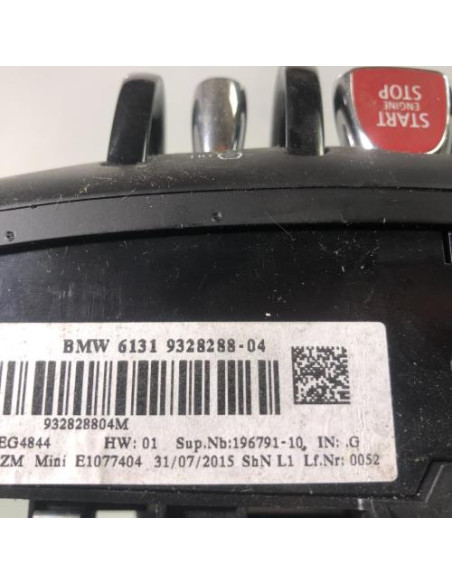 START
ENGINE
STOP
BMW 6131 9328288-04
932828804M
EG4844 HW: 01 Sup.Nb:196791-10, IN: .G
ZM Mini E1077404 31/07/2015 ShN L1 Lf.Nr: 0052